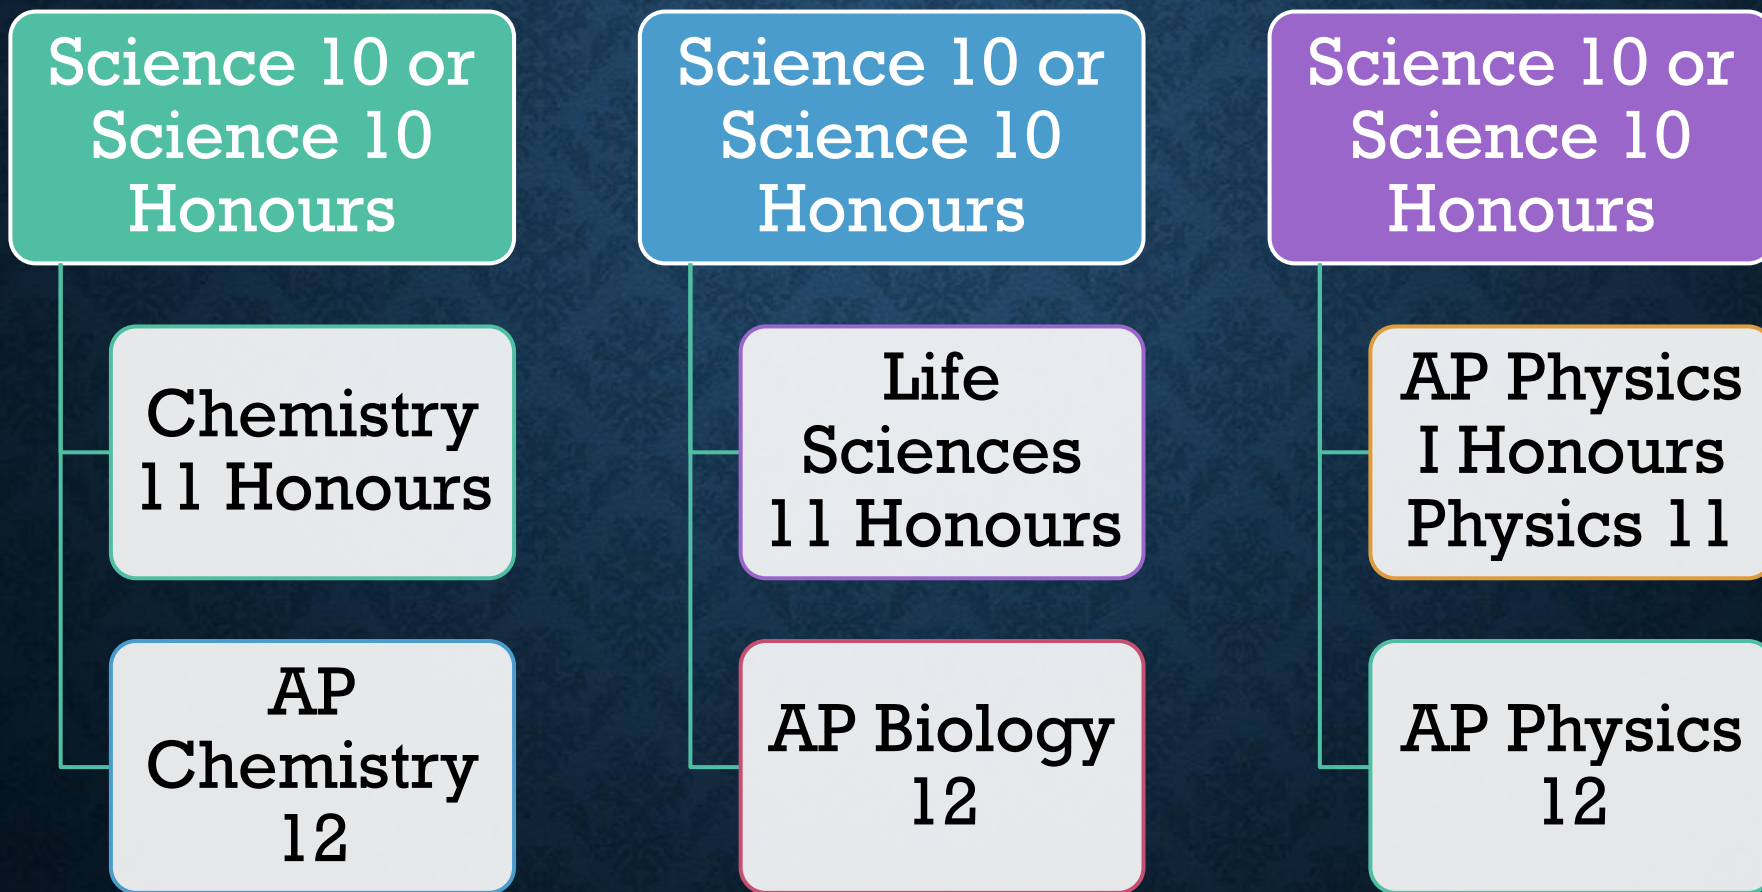 Science 10 or
Science 10
Honours
Chemistry
11 Honours
AP
Chemistry
12
Science 10 or
Science 10
Honours
Life
Sciences
11 Honours
AP Biology
12
Science 10 or
Science 10
Honours
AP Physics
I Honours
Physics 11
AP Physics
12